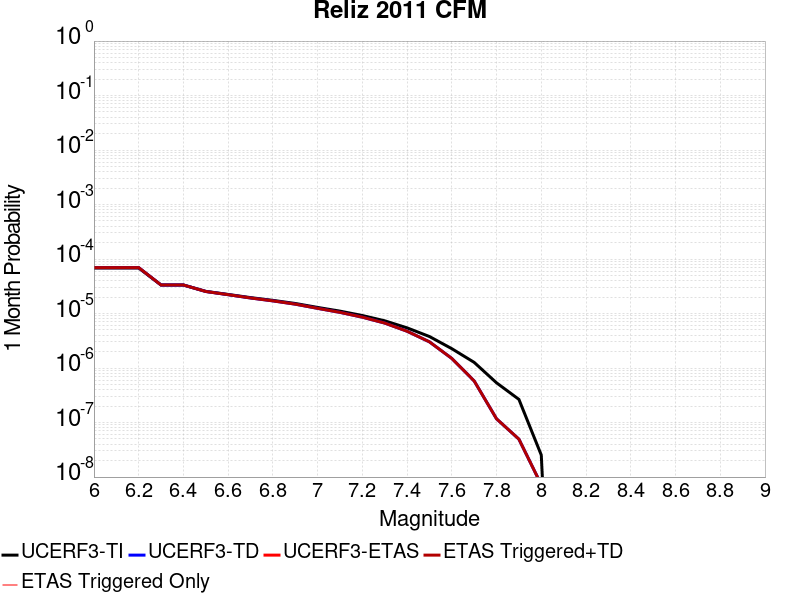 Reliz 2011 CFM
1 Month Probability
10^0
10^-1
10^-2
10^-3
10^-4
10^-5
10^-6
10^-7
10^-8
6 6.2 6.4 6.6 6.8 7 7.2 7.4 7.6 7.8 8 8.2 8.4 8.6 8.8 9
Magnitude
UCERF3-TI UCERF3-TD UCERF3-ETAS ETAS Triggered+TD
ETAS Triggered Only